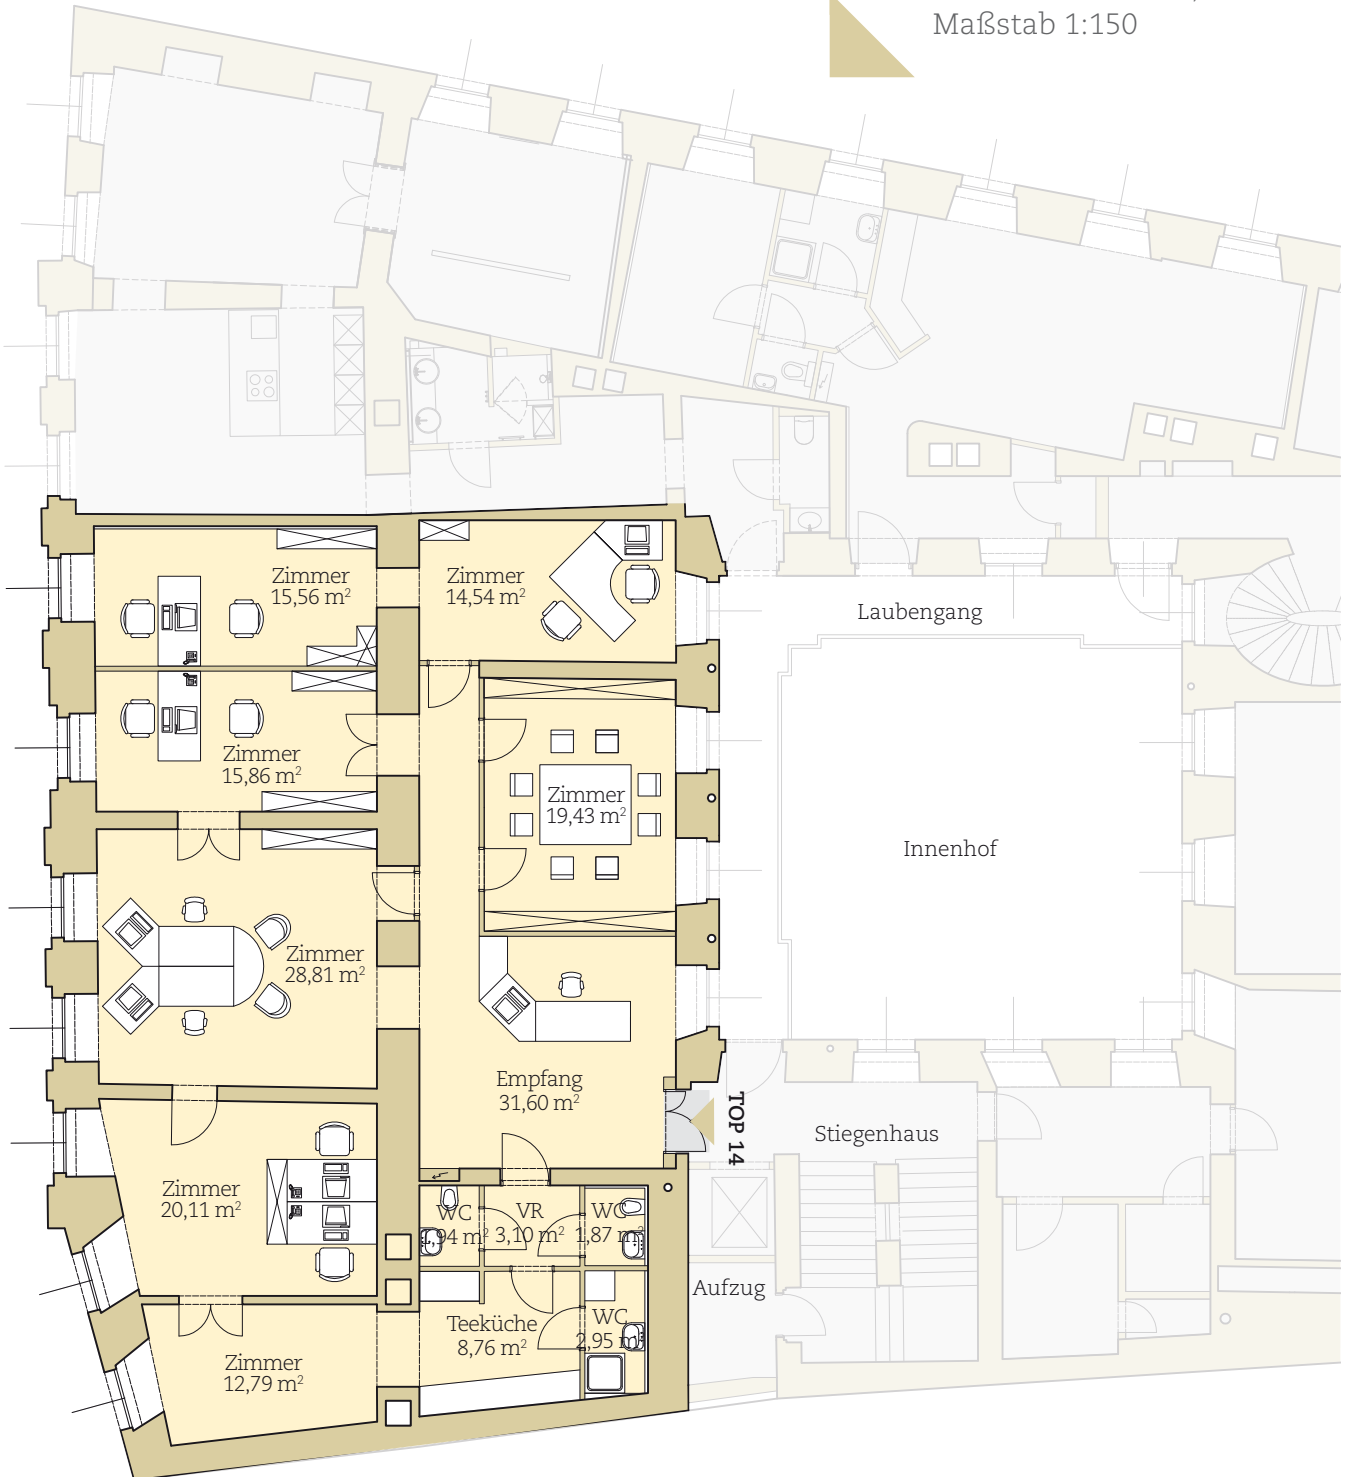 Maßstab 1:150
Zimmer
15,56 m²
Zimmer
14,54 m²
Laubengang
Zimmer
15,86 m²
Zimmer
19,43 m²
Innenhof
Zimmer
28,81 m²
Empfang
31,60 m²
TOP 14
Stiegenhaus
Zimmer
20,11 m²
WC
1,94 m²
VR
3,10 m²
WC
1,87 m²
Aufzug
Teeküche
8,76 m²
WC
2,95 m²
Zimmer
12,79 m²